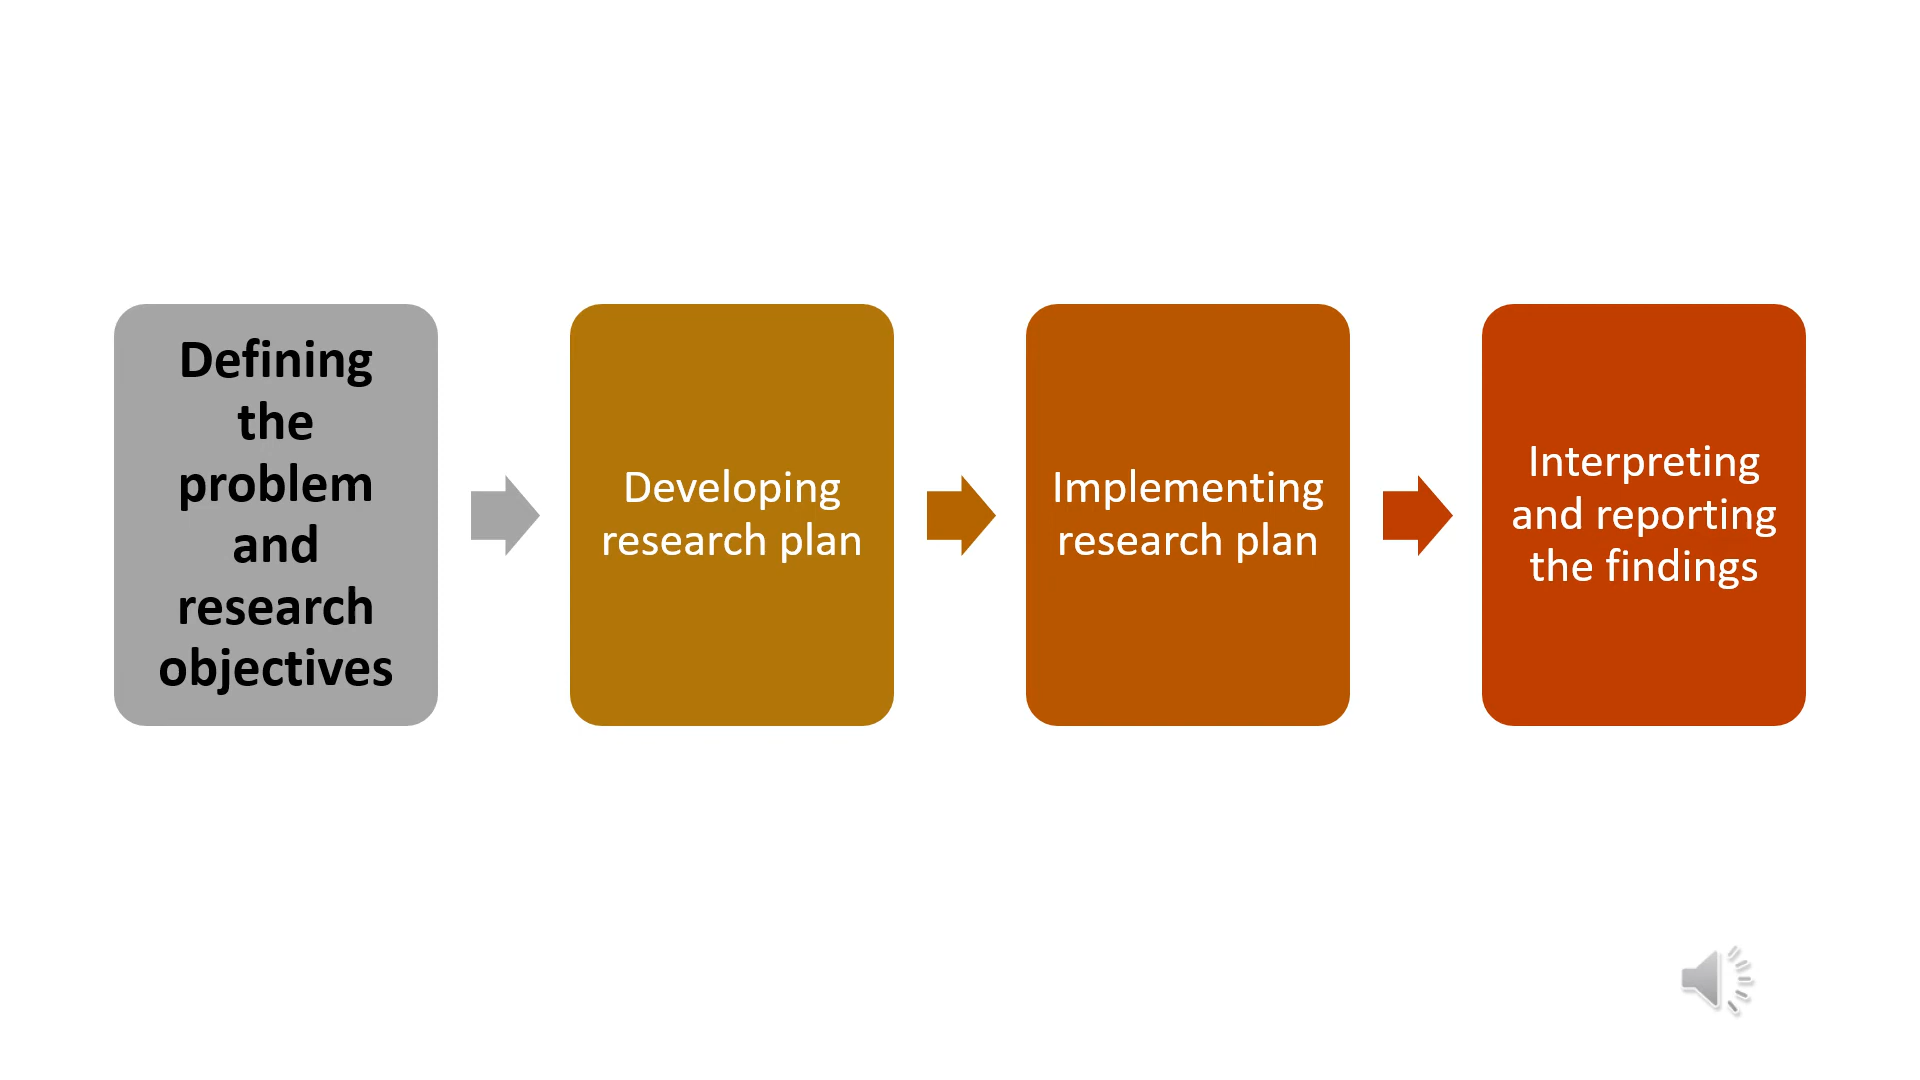 Defining
the
problem
and
research
objectives
Developing
research plan
Implementing
research plan
Interpreting
and reporting
the findings